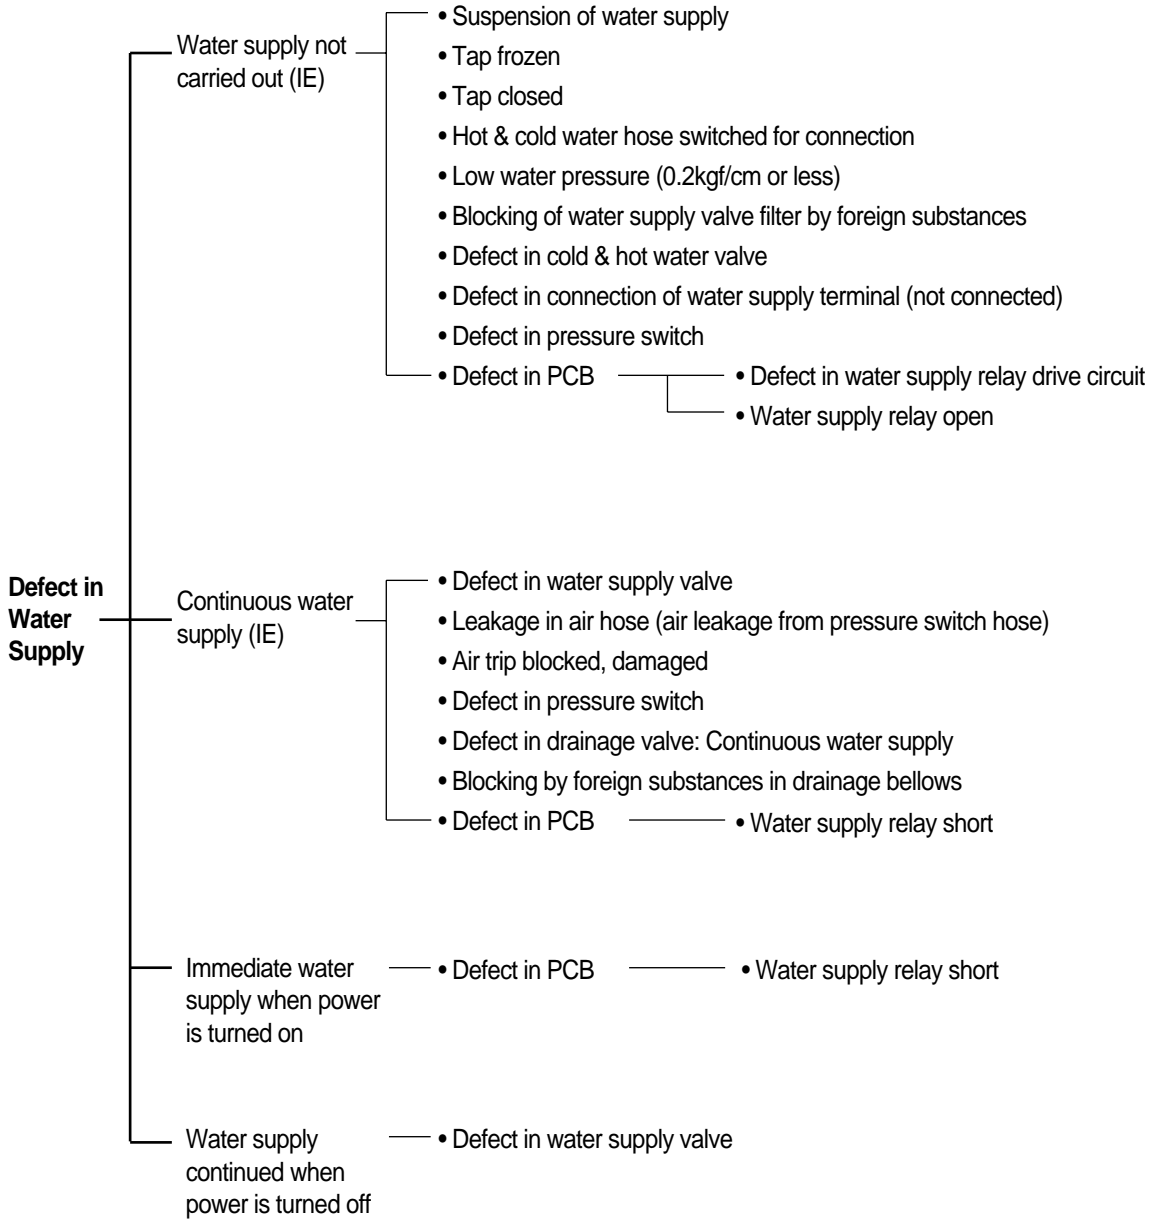 Water supply not
carried out (IE)
• Suspension of water supply
• Tap frozen
• Tap closed
• Hot & cold water hose switched for connection
• Low water pressure (0.2kgf/cm or less)
• Blocking of water supply valve filter by foreign substances
• Defect in cold & hot water valve
• Defect in connection of water supply terminal (not connected)
• Defect in pressure switch
• Defect in PCB
• Defect in water supply relay drive circuit
• Water supply relay open
Defect in
Water
Supply
Continuous water
supply (IE)
• Defect in water supply valve
• Leakage in air hose (air leakage from pressure switch hose)
• Air trip blocked, damaged
• Defect in pressure switch
• Defect in drainage valve: Continuous water supply
• Blocking by foreign substances in drainage bellows
• Defect in PCB
• Water supply relay short
Immediate water
supply when power
is turned on
• Defect in PCB
• Water supply relay short
Water supply
continued when
power is turned off
• Defect in water supply valve